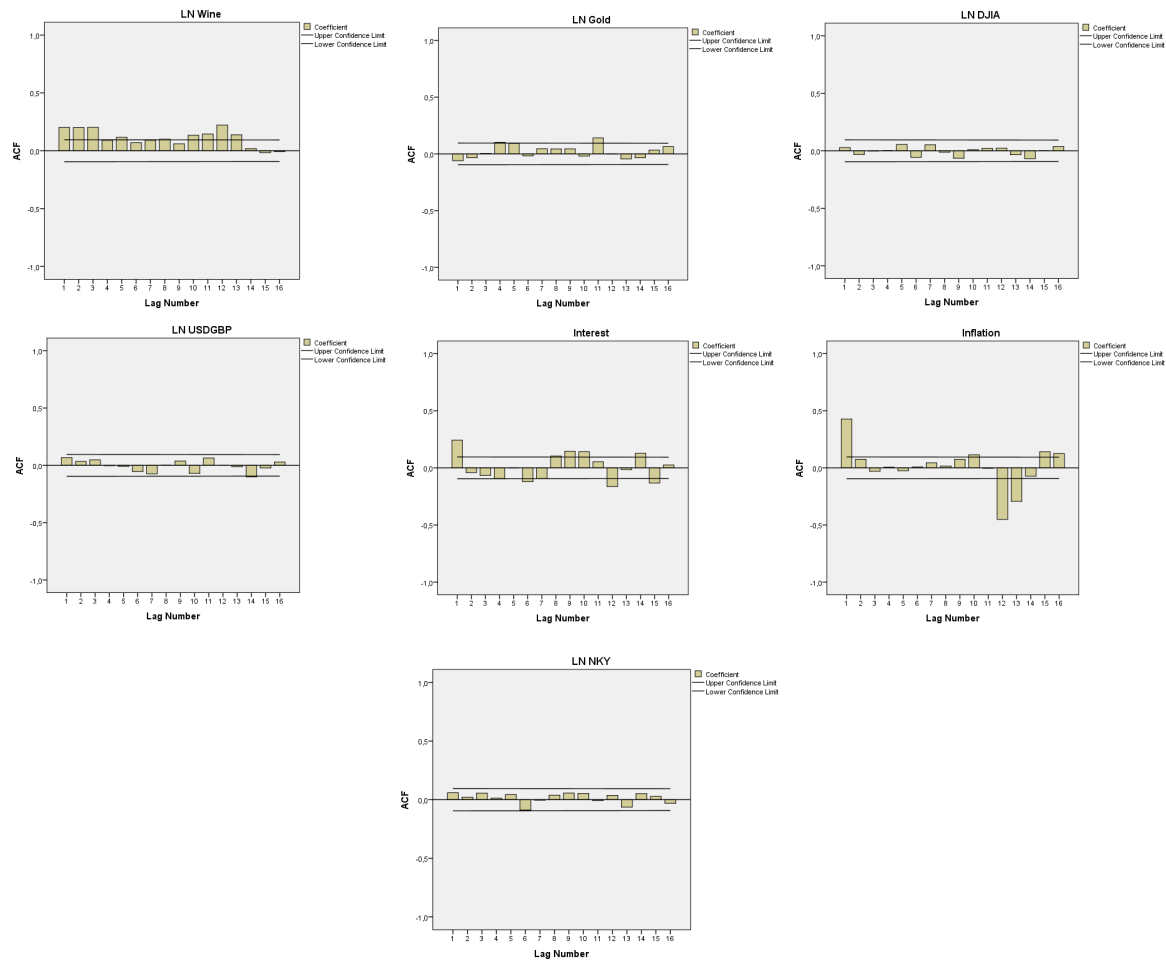 LN Wine
Coefficient
Upper Confidence Limit
Lower Confidence Limit
1,0
0,5
0,0
-0,5
-1,0
ACF
1 2 3 4 5 6 7 8 9 10 11 12 13 14 15 16
Lag Number
LN Gold
Coefficient
Upper Confidence Limit
Lower Confidence Limit
1,0
0,5
0,0
-0,5
-1,0
ACF
1 2 3 4 5 6 7 8 9 10 11 12 13 14 15 16
Lag Number
LN DJIA
Coefficient
Upper Confidence Limit
Lower Confidence Limit
1,0
0,5
0,0
-0,5
-1,0
ACF
1 2 3 4 5 6 7 8 9 10 11 12 13 14 15 16
Lag Number
LN USDGBP
Coefficient
Upper Confidence Limit
Lower Confidence Limit
1,0
0,5
0,0
-0,5
-1,0
ACF
1 2 3 4 5 6 7 8 9 10 11 12 13 14 15 16
Lag Number
Interest
Coefficient
Upper Confidence Limit
Lower Confidence Limit
1,0
0,5
0,0
-0,5
-1,0
ACF
1 2 3 4 5 6 7 8 9 10 11 12 13 14 15 16
Lag Number
Inflation
Coefficient
Upper Confidence Limit
Lower Confidence Limit
1,0
0,5
0,0
-0,5
-1,0
ACF
1 2 3 4 5 6 7 8 9 10 11 12 13 14 15 16
Lag Number
LN NKY
Coefficient
Upper Confidence Limit
Lower Confidence Limit
1,0
0,5
0,0
-0,5
-1,0
ACF
1 2 3 4 5 6 7 8 9 10 11 12 13 14 15 16
Lag Number